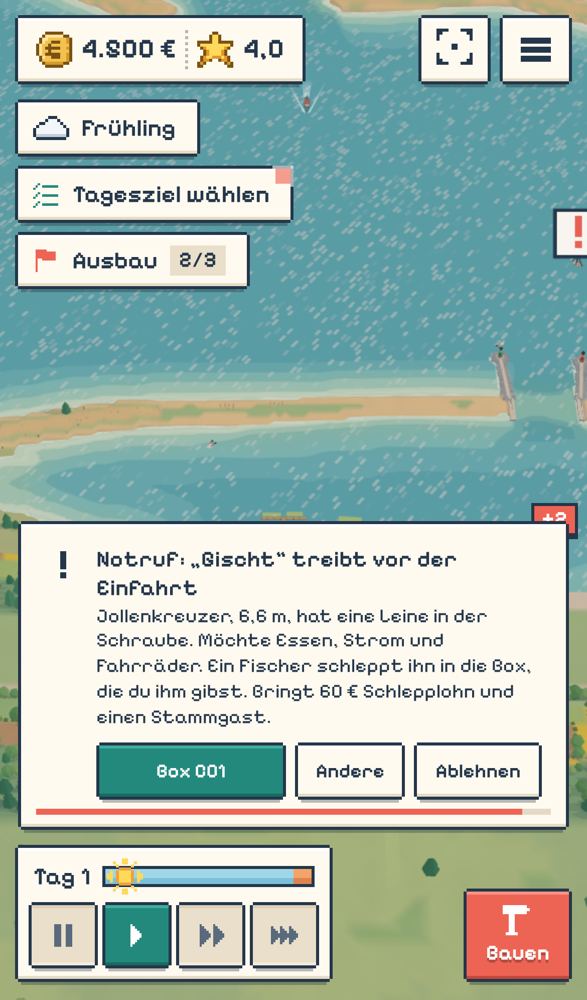 4.800 €
4,0
Frühling
Tagesziel wählen
Ausbau 2/3
!
+2
! Notruf: „Gischt“ treibt vor der
Einfahrt
Jollenkreuzer, 6,6 m, hat eine Leine in der
Schraube. Möchte Essen, Strom und
Fahrräder. Ein Fischer schleppt ihn in die Box,
die du ihm gibst. Bringt 60 € Schlepplohn und
einen Stammgast.
Box 001
Andere
Ablehnen
Tag 1
Bauen